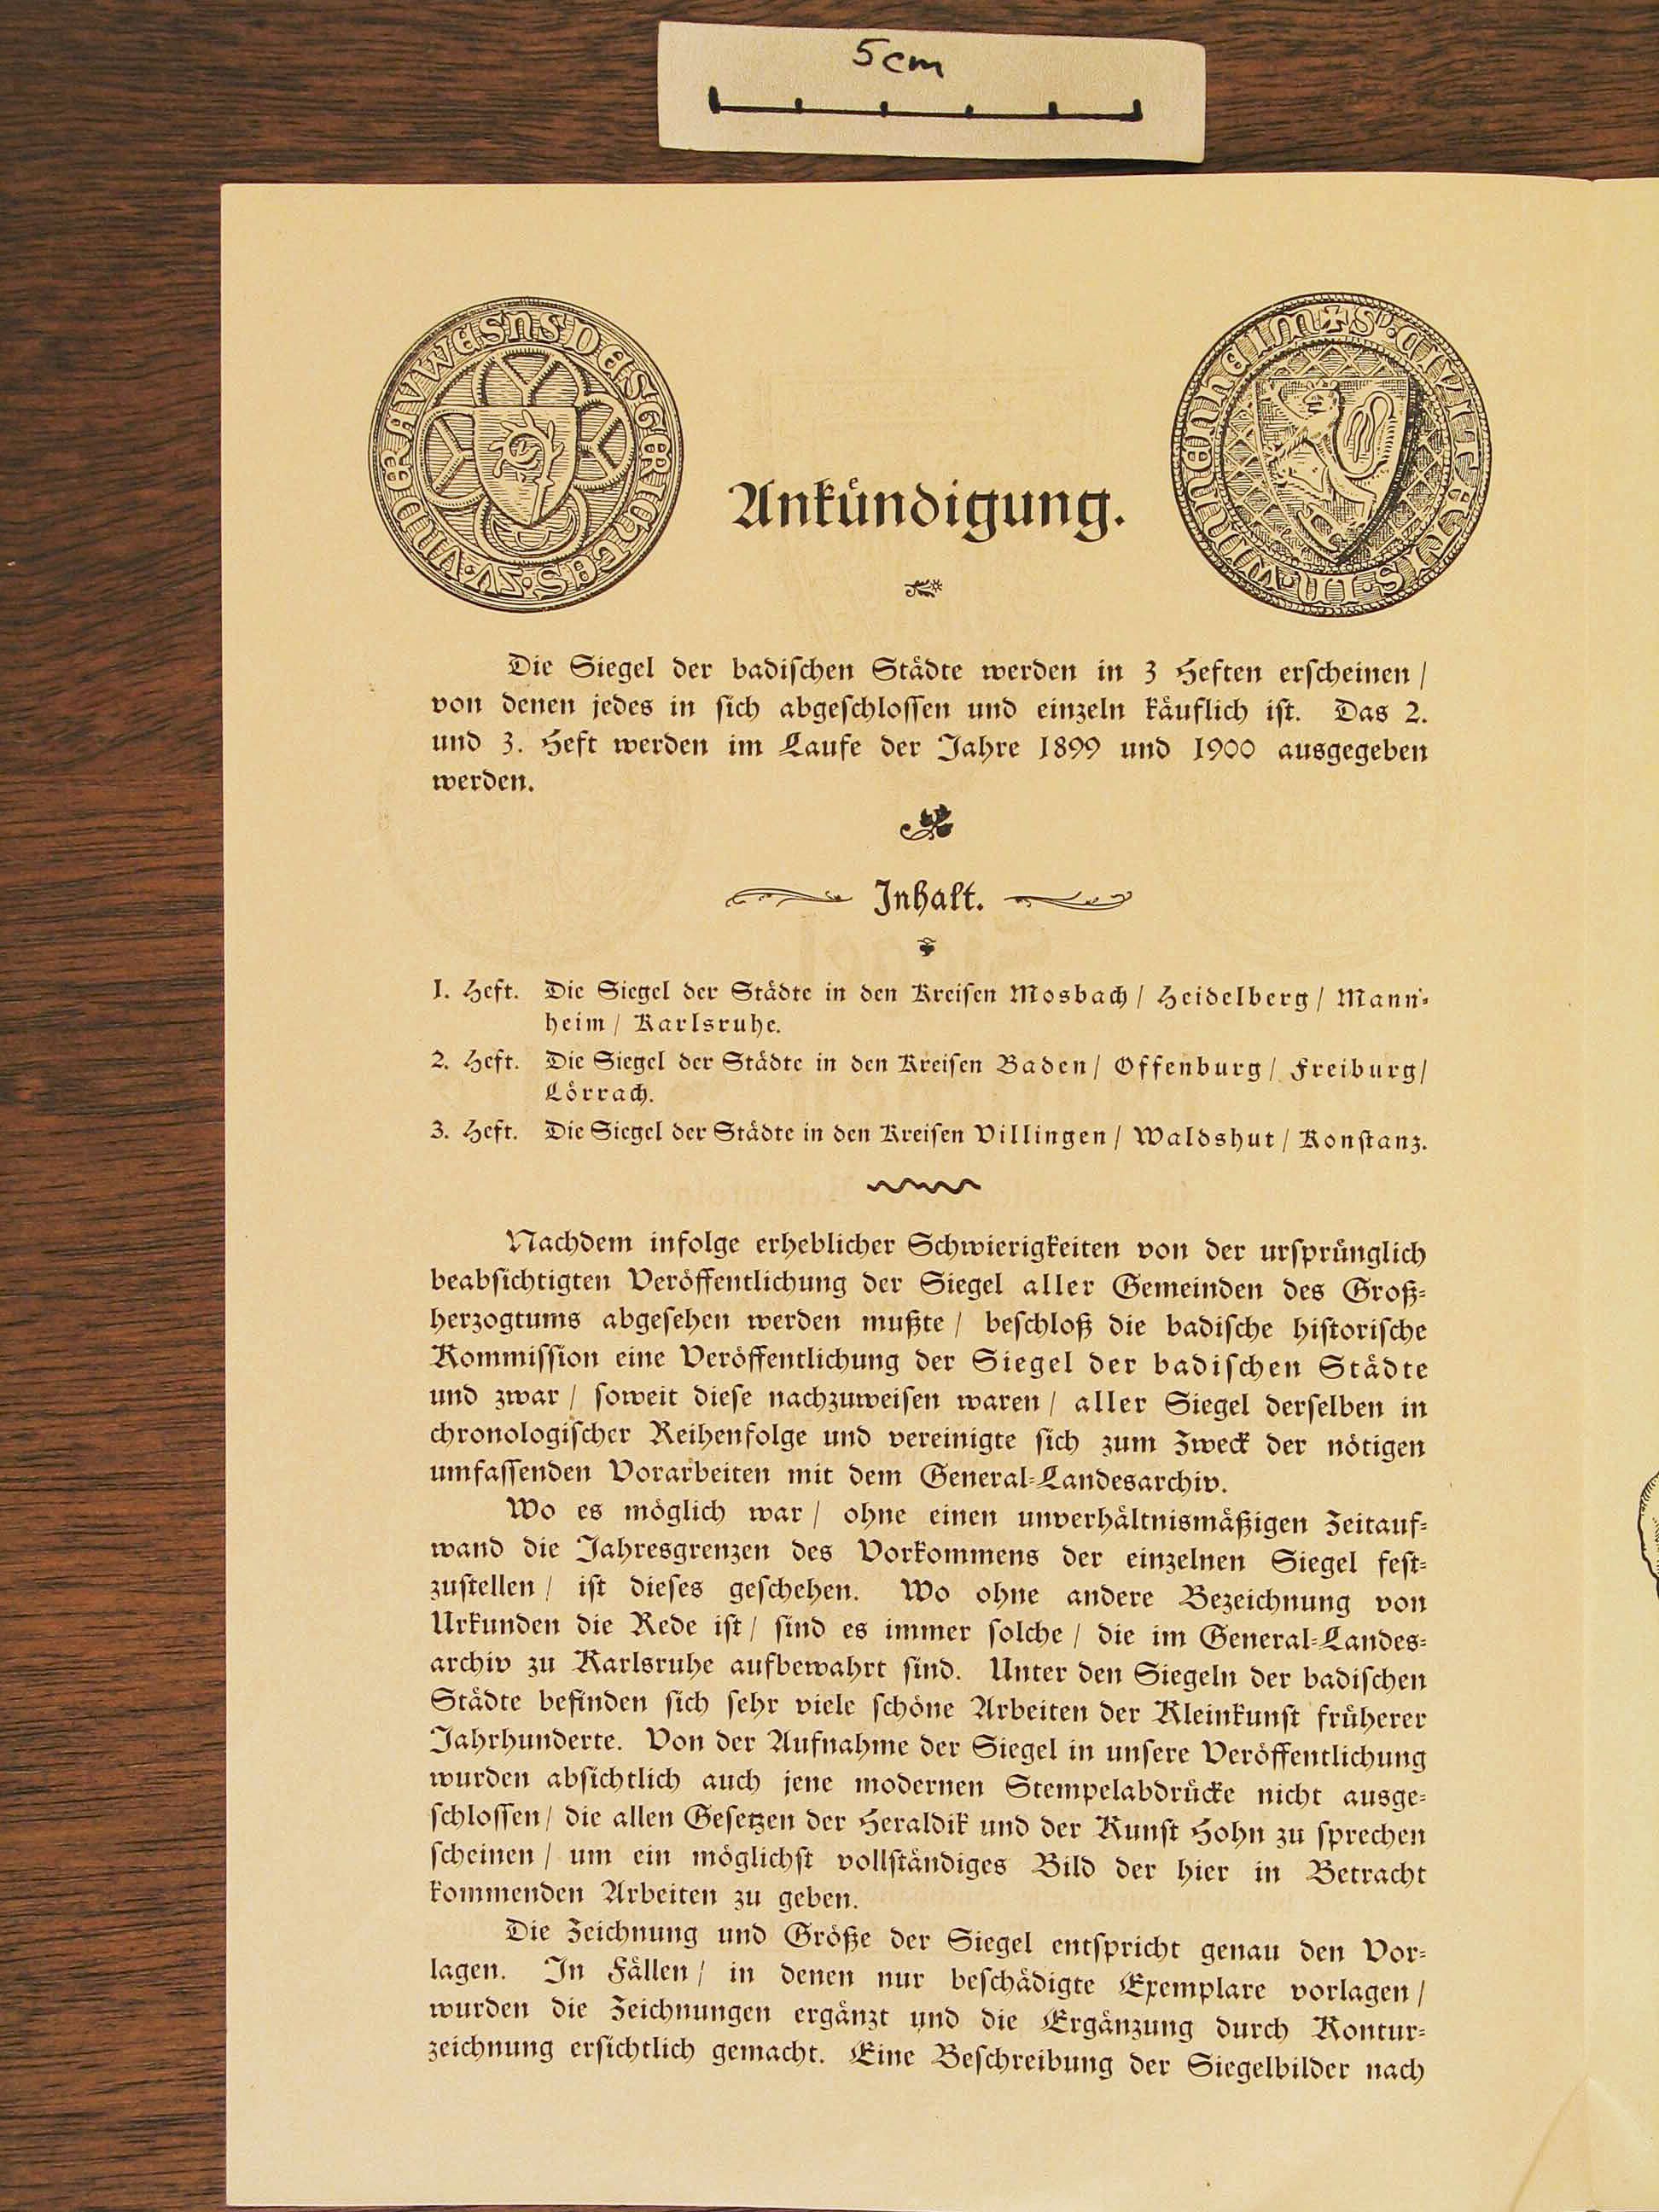 5cm
Ankündigung.
Die Siegel der badischen Städte werden in 3 Heften erscheinen /
von denen jedes in sich abgeschlossen und einzeln käuflich ist. Das 2.
und 3. Heft werden im Laufe der Jahre 1899 und 1900 ausgegeben
werden.
Inhalt.
1. Heft. Die Siegel der Städte in den Kreisen Mosbach / Heidelberg / Mann-
heim / Karlsruhe.
2. Heft. Die Siegel der Städte in den Kreisen Baden / Offenburg / Freiburg /
Lörrach.
3. Heft. Die Siegel der Städte in den Kreisen Villingen / Waldshut / Konstanz.
Nachdem infolge erheblicher Schwierigkeiten von der ursprünglich
beabsichtigten Veröffentlichung der Siegel aller Gemeinden des Groß-
herzogtums abgesehen werden mußte / beschloß die badische historische
Kommission eine Veröffentlichung der Siegel der badischen Städte
und zwar / soweit diese nachzuweisen waren / aller Siegel derselben in
chronologischer Reihenfolge und vereinigte sich zum Zweck der nötigen
umfassenden Vorarbeiten mit dem General-Landesarchiv.
Wo es möglich war / ohne einen unverhältnismäßigen Zeitauf-
wand die Jahresgrenzen des Vorkommens der einzelnen Siegel fest-
zustellen / ist dieses geschehen. Wo ohne andere Bezeichnung von
Urkunden die Rede ist / sind es immer solche / die im General-Landes-
archiv zu Karlsruhe aufbewahrt sind. Unter den Siegeln der badischen
Städte befinden sich sehr viele schöne Arbeiten der Kleinkunst früherer
Jahrhunderte. Von der Aufnahme der Siegel in unsere Veröffentlichung
wurden absichtlich auch jene modernen Stempelabdrücke nicht ausge-
schlossen / die allen Gesetzen der Heraldik und der Kunst Hohn zu sprechen
scheinen / um ein möglichst vollständiges Bild der hier in Betracht
kommenden Arbeiten zu geben.
Die Zeichnung und Größe der Siegel entspricht genau den Vor-
lagen. In Fällen / in denen nur beschädigte Exemplare vorlagen /
wurden die Zeichnungen ergänzt und die Ergänzung durch Kontur-
zeichnung ersichtlich gemacht. Eine Beschreibung der Siegelbilder nach